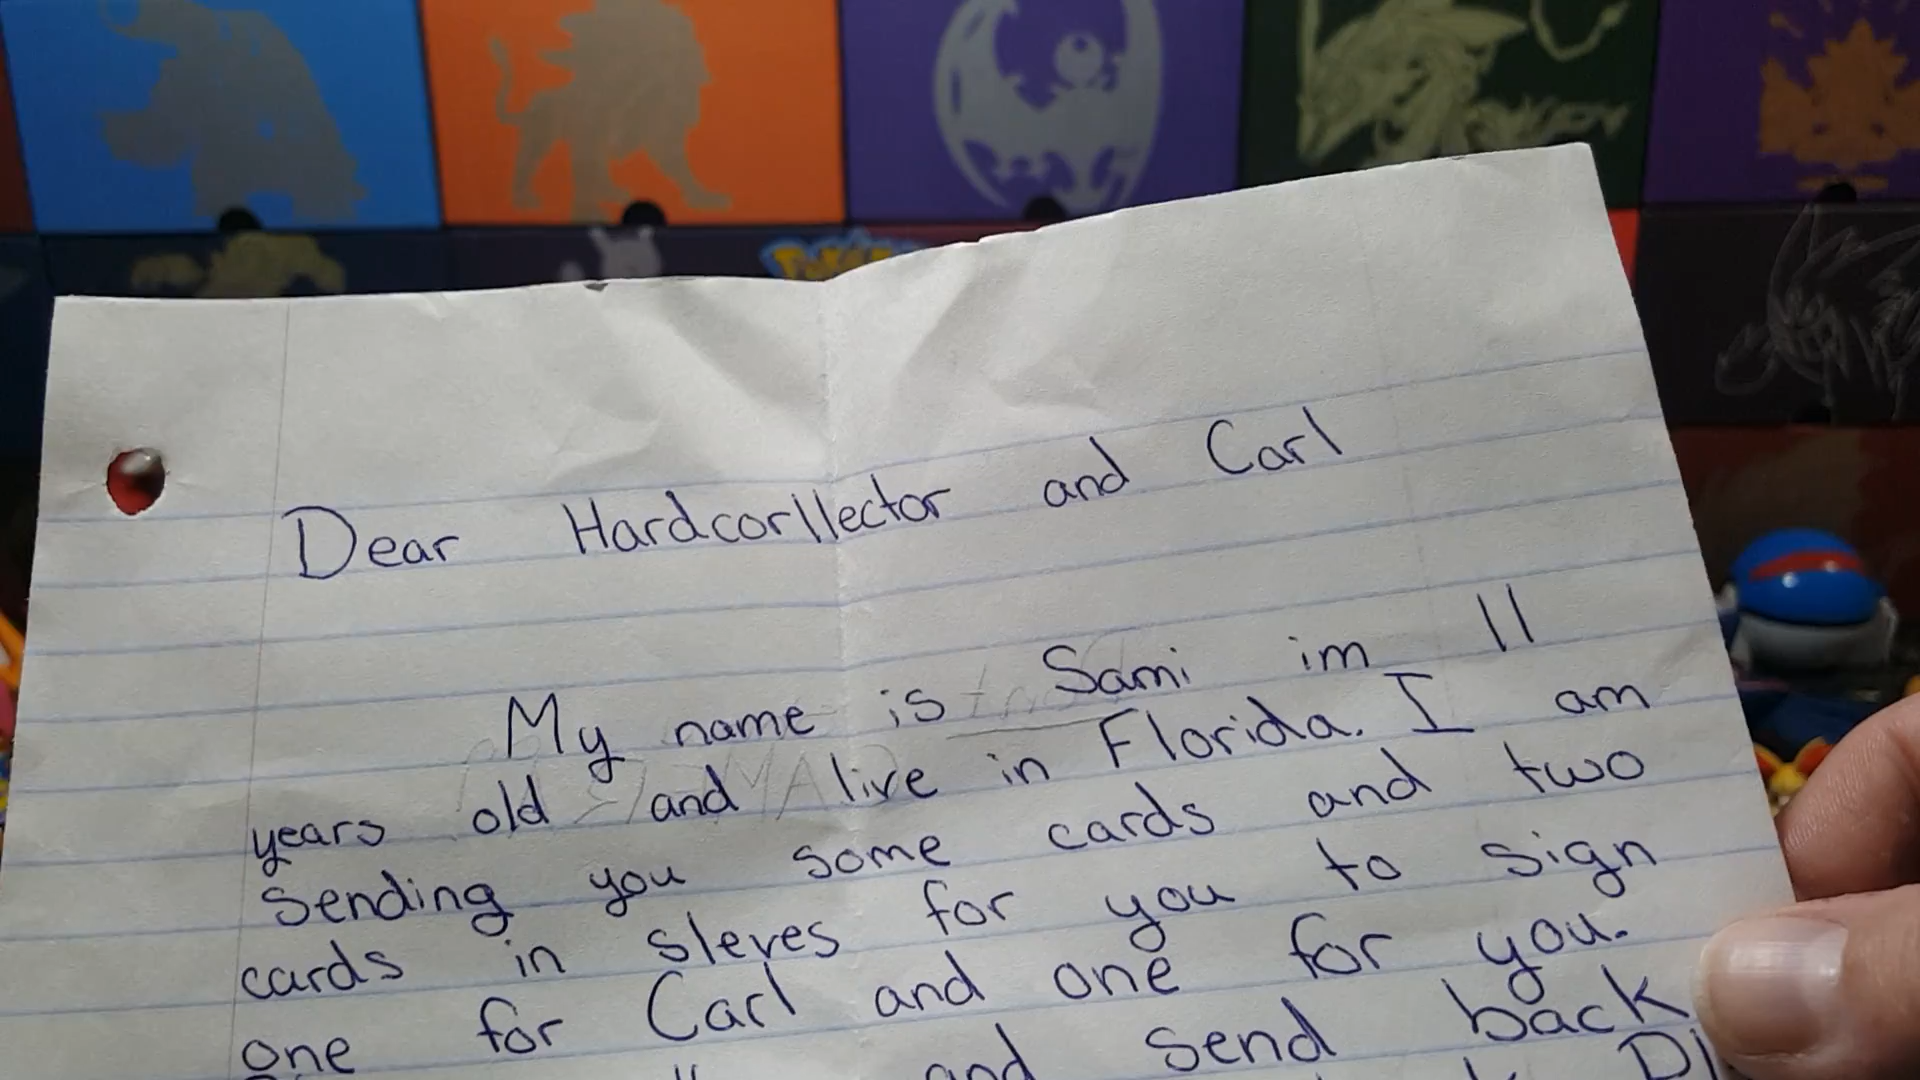 POKéMON
Dear Hardcorllector and Carl
My name is Sami im 11
years old and live in Florida. I am
sending you some cards and two
cards in sleves for you to sign
one for Carl and one for you.
and send back